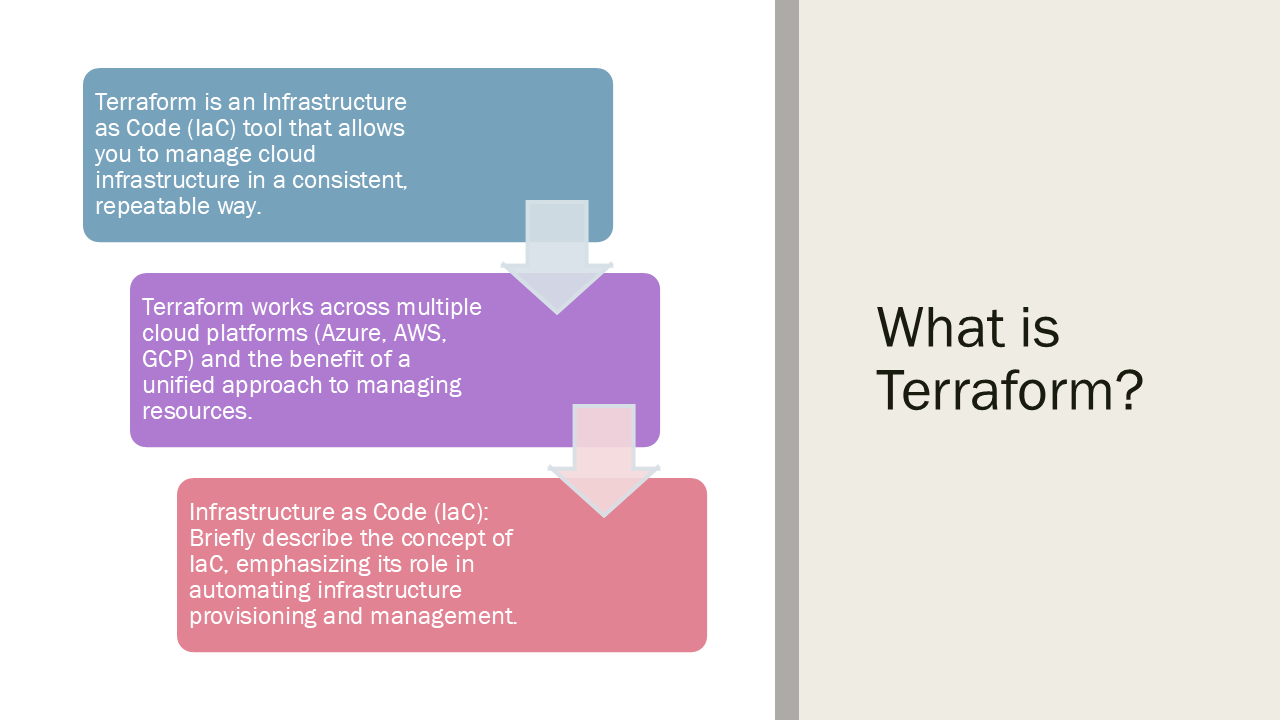 Terraform is an Infrastructure
as Code (IaC) tool that allows
you to manage cloud
infrastructure in a consistent,
repeatable way.
Terraform works across multiple
cloud platforms (Azure, AWS,
GCP) and the benefit of a
unified approach to managing
resources.
Infrastructure as Code (IaC):
Briefly describe the concept of
IaC, emphasizing its role in
automating infrastructure
provisioning and management.
What is
Terraform?